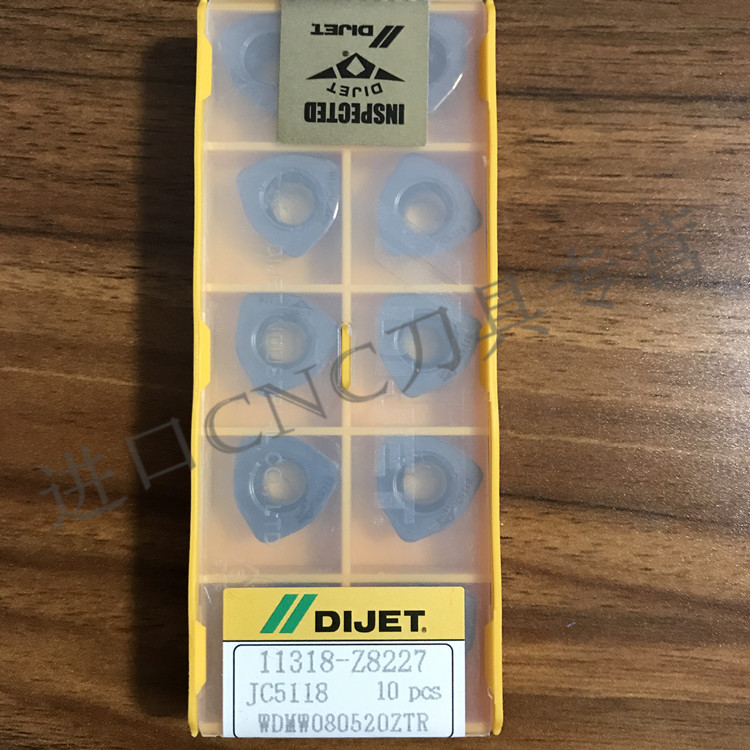 DIJET
DIJET
INSPECTED
进口CNC刀具专营
DIJET
11318-Z8227
JC5118 10 pcs
WDMW080520ZTR